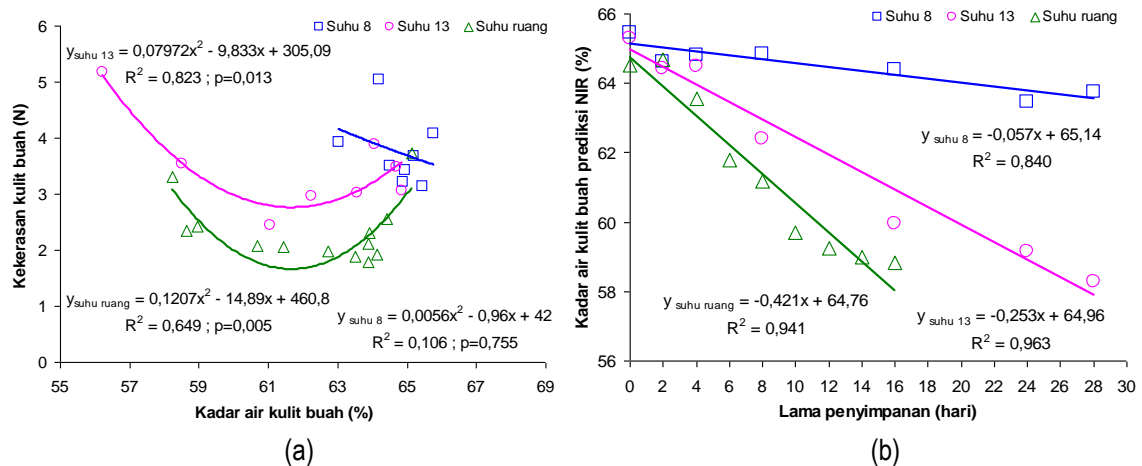 Suhu 8 Suhu 13 Suhu ruang
y suhu 13 = 0,07972x² - 9,833x + 305,09
R² = 0,823 ; p=0,013
y suhu ruang = 0,1207x² - 14,89x + 460,8
R² = 0,649 ; p=0,005
y suhu 8 = 0,0056x² - 0,96x + 42
R² = 0,106 ; p=0,755
Kekerasan kulit buah (N)
6
5
4
3
2
1
0
55 57 59 61 63 65 67 69
Kadar air kulit buah (%)
(a)
Suhu 8 Suhu 13 Suhu ruang
y suhu 8 = -0,057x + 65,14
R² = 0,840
y suhu ruang = -0,421x + 64,76
R² = 0,941
y suhu 13 = -0,253x + 64,96
R² = 0,963
Kadar air kulit buah prediksi NIR (%)
66
64
62
60
58
56
0 2 4 6 8 10 12 14 16 18 20 22 24 26 28 30
Lama penyimpanan (hari)
(b)